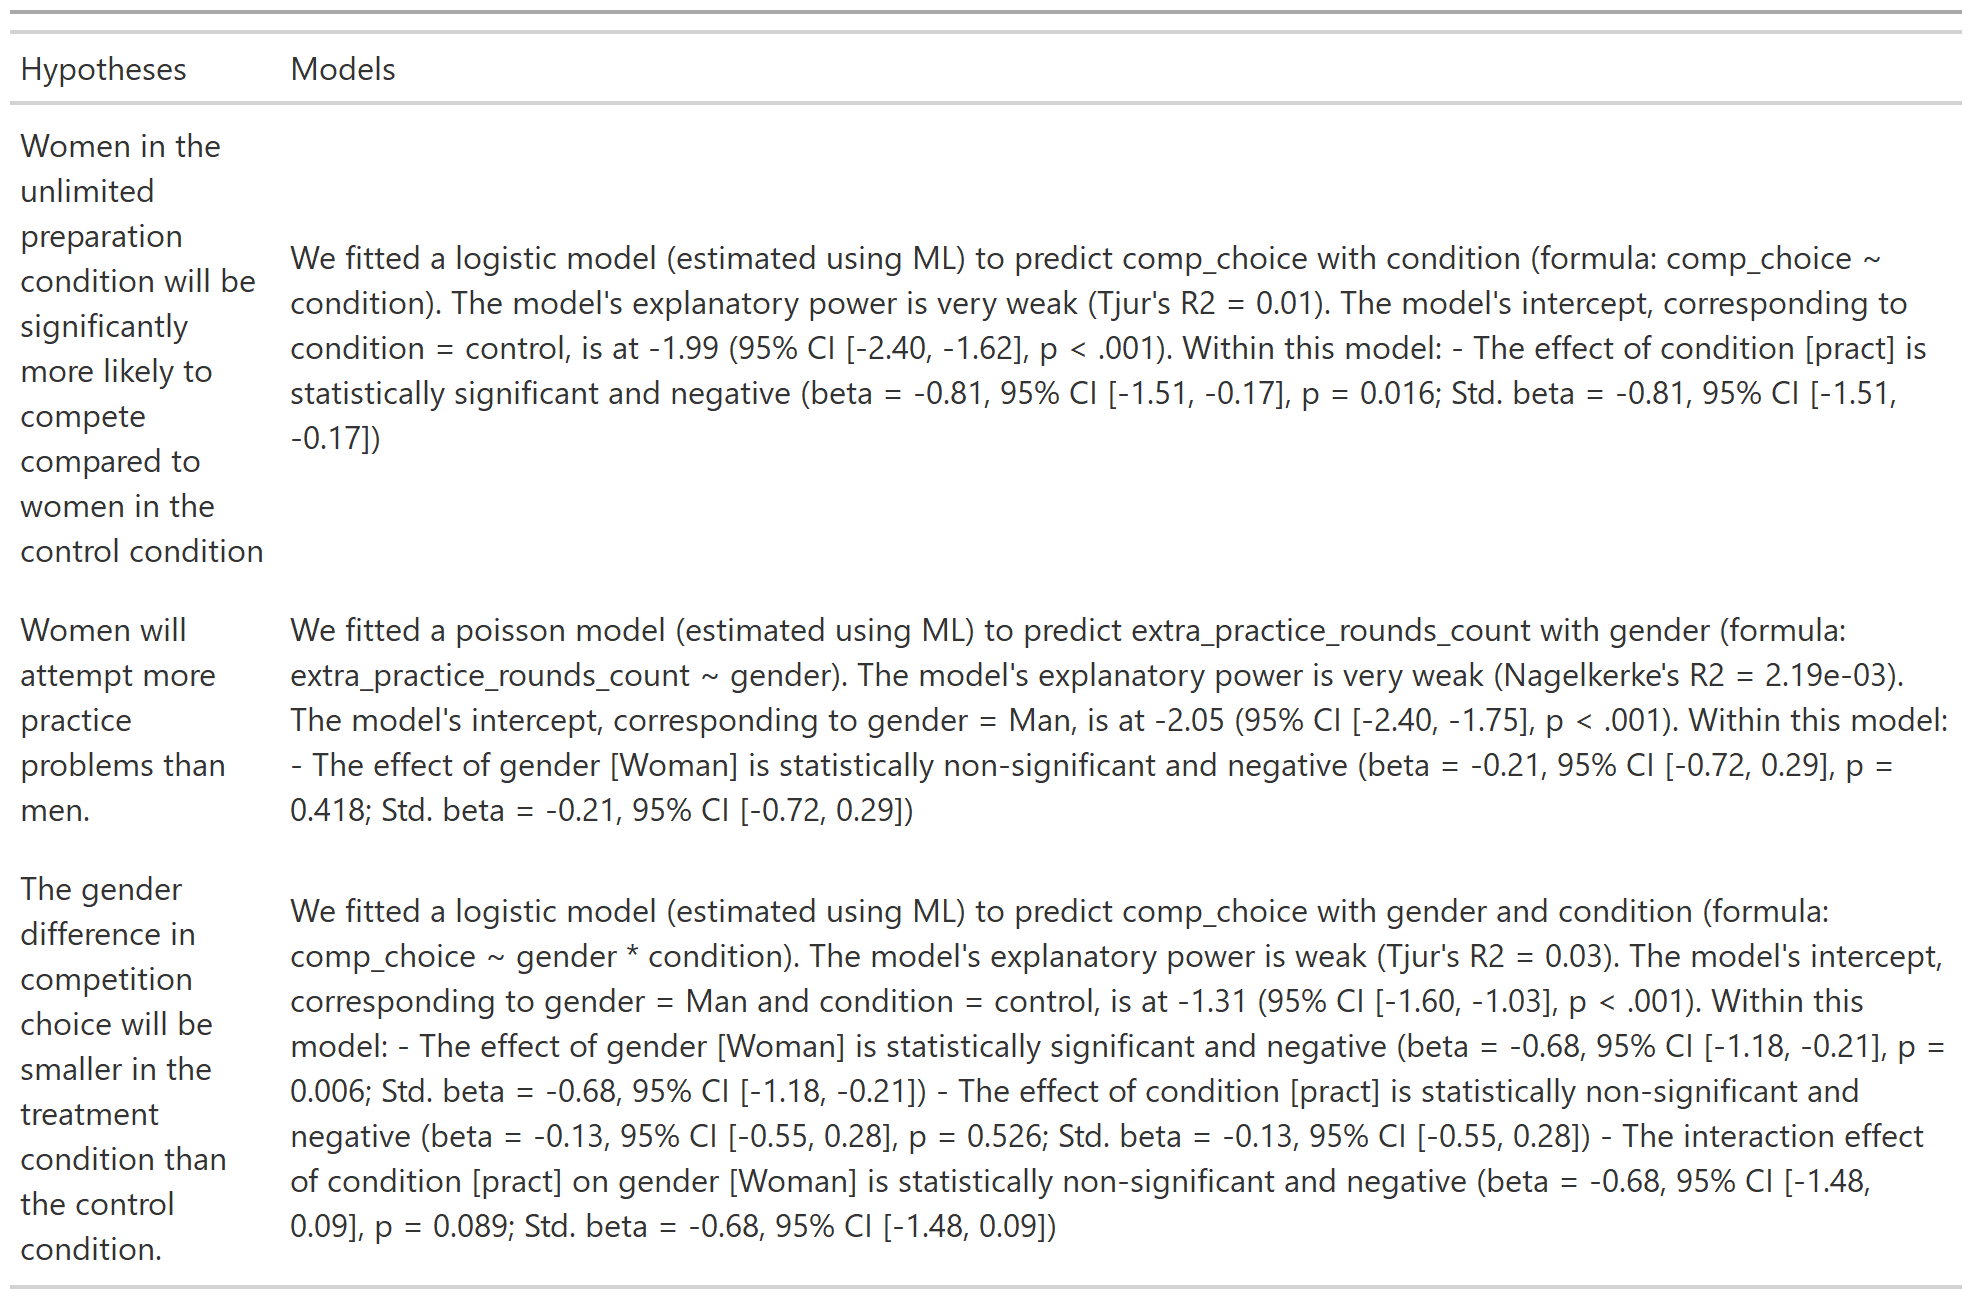 Hypotheses Models
Women in the
unlimited
preparation
condition will be
significantly
more likely to
compete
compared to
women in the
control condition
We fitted a logistic model (estimated using ML) to predict comp_choice with condition (formula: comp_choice ~
condition). The model's explanatory power is very weak (Tjur's R2 = 0.01). The model's intercept, corresponding to
condition = control, is at -1.99 (95% CI [-2.40, -1.62], p < .001). Within this model: - The effect of condition [pract] is
statistically significant and negative (beta = -0.81, 95% CI [-1.51, -0.17], p = 0.016; Std. beta = -0.81, 95% CI [-1.51,
-0.17])
Women will
attempt more
practice
problems than
men.
We fitted a poisson model (estimated using ML) to predict extra_practice_rounds_count with gender (formula:
extra_practice_rounds_count ~ gender). The model's explanatory power is very weak (Nagelkerke's R2 = 2.19e-03).
The model's intercept, corresponding to gender = Man, is at -2.05 (95% CI [-2.40, -1.75], p < .001). Within this model:
- The effect of gender [Woman] is statistically non-significant and negative (beta = -0.21, 95% CI [-0.72, 0.29], p =
0.418; Std. beta = -0.21, 95% CI [-0.72, 0.29])
The gender
difference in
competition
choice will be
smaller in the
treatment
condition than
the control
condition.
We fitted a logistic model (estimated using ML) to predict comp_choice with gender and condition (formula:
comp_choice ~ gender * condition). The model's explanatory power is weak (Tjur's R2 = 0.03). The model's intercept,
corresponding to gender = Man and condition = control, is at -1.31 (95% CI [-1.60, -1.03], p < .001). Within this
model: - The effect of gender [Woman] is statistically significant and negative (beta = -0.68, 95% CI [-1.18, -0.21], p =
0.006; Std. beta = -0.68, 95% CI [-1.18, -0.21]) - The effect of condition [pract] is statistically non-significant and
negative (beta = -0.13, 95% CI [-0.55, 0.28], p = 0.526; Std. beta = -0.13, 95% CI [-0.55, 0.28]) - The interaction effect
of condition [pract] on gender [Woman] is statistically non-significant and negative (beta = -0.68, 95% CI [-1.48,
0.09], p = 0.089; Std. beta = -0.68, 95% CI [-1.48, 0.09])